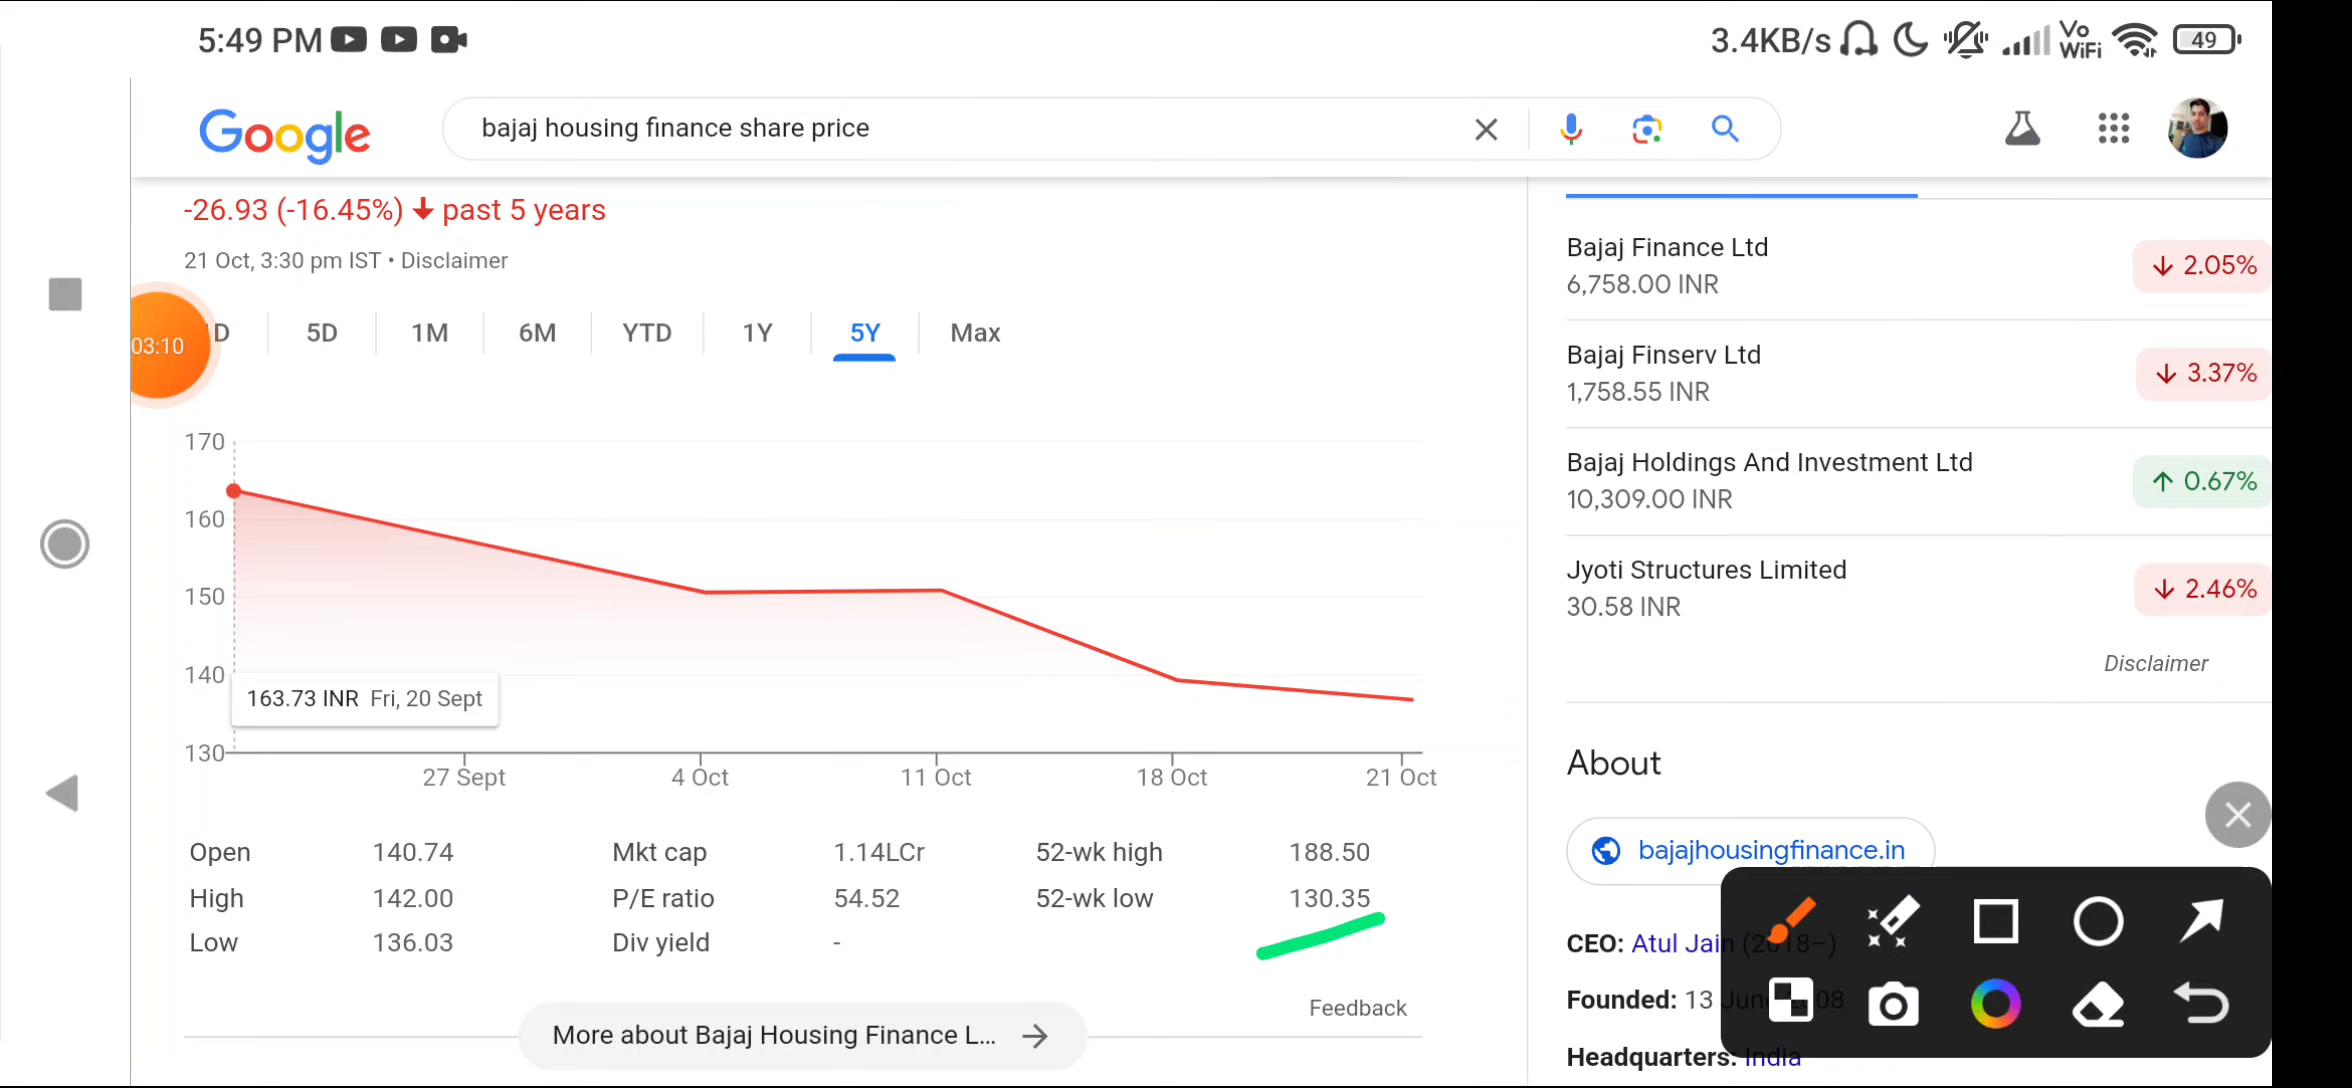 5:49 PM
3.4KB/s
Vo
WiFi
49
Google
bajaj housing finance share price
-26.93 (-16.45%) past 5 years
21 Oct, 3:30 pm IST • Disclaimer
03:10
D 5D 1M 6M YTD 1Y 5Y Max
170
160
150
140
130
163.73 INR Fri, 20 Sept
27 Sept 4 Oct 11 Oct 18 Oct 21 Oct
Open 140.74 Mkt cap 1.14LCr 52-wk high 188.50
High 142.00 P/E ratio 54.52 52-wk low 130.35
Low 136.03 Div yield -
Feedback
More about Bajaj Housing Finance L...
Bajaj Finance Ltd
6,758.00 INR
2.05%
Bajaj Finserv Ltd
1,758.55 INR
3.37%
Bajaj Holdings And Investment Ltd
10,309.00 INR
0.67%
Jyoti Structures Limited
30.58 INR
2.46%
Disclaimer
About
bajajhousingfinance.in
CEO: Atul Jain (2018–)
Founded: 13 Jun 08
Headquarters: India